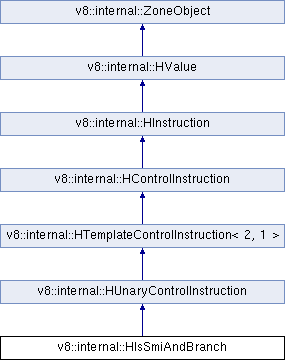 v8::internal::ZoneObject
v8::internal::HValue
v8::internal::HInstruction
v8::internal::HControlInstruction
v8::internal::HTemplateControlInstruction< 2, 1 >
v8::internal::HUnaryControlInstruction
v8::internal::HIsSmiAndBranch